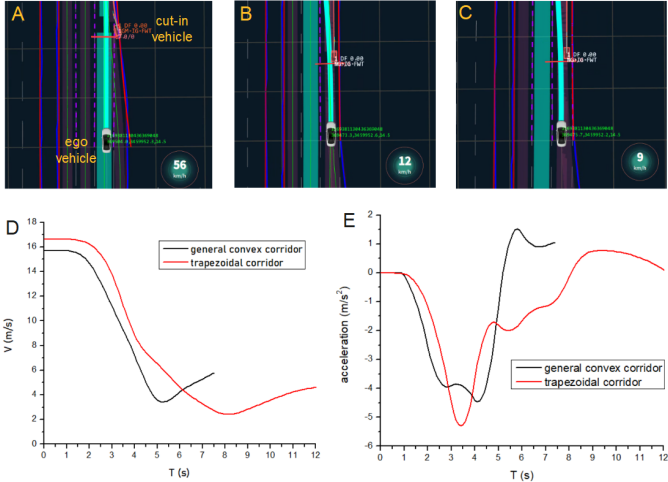 A
cut-in
vehicle
ego
vehicle
56
km/h
B
12
km/h
C
9
km/h
D
18
16
14
12
10
8
6
4
2
0
V (m/s)
general convex corridor
trapezoidal corridor
0 1 2 3 4 5 6 7 8 9 10 11 12
T (s)
E
2
1
0
-1
-2
-3
-4
-5
-6
acceleration (m/s²)
general convex corridor
trapezoidal corridor
0 1 2 3 4 5 6 7 8 9 10 11 12
T (s)